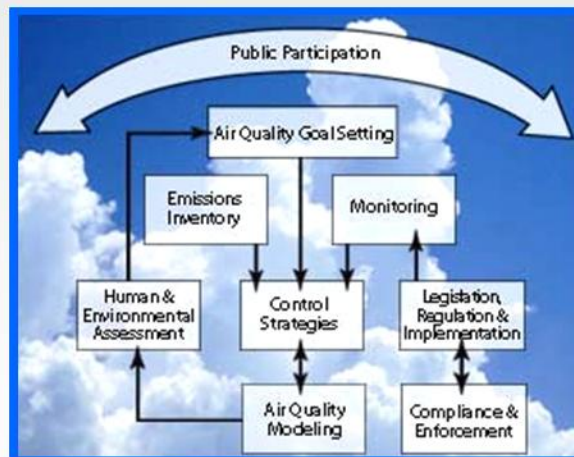 Public Participation
Air Quality Goal Setting
Emissions
Inventory
Monitoring
Human &
Environmental
Assessment
Control
Strategies
Legislation,
Regulation &
Implementation
Air Quality
Modeling
Compliance &
Enforcement